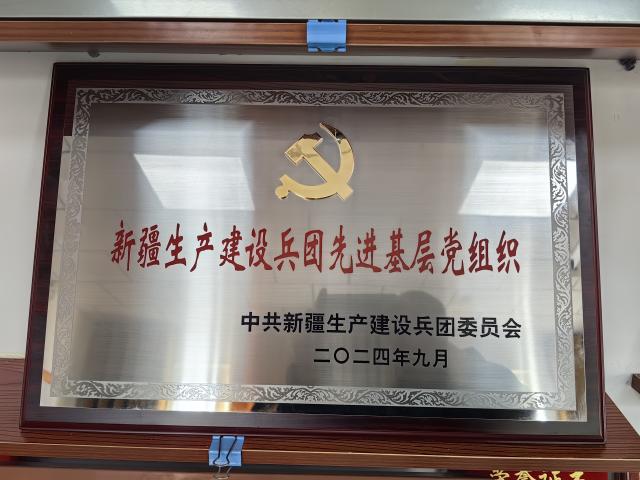 新疆生产建设兵团先进基层党组织
中共新疆生产建设兵团委员会
二〇二四年九月